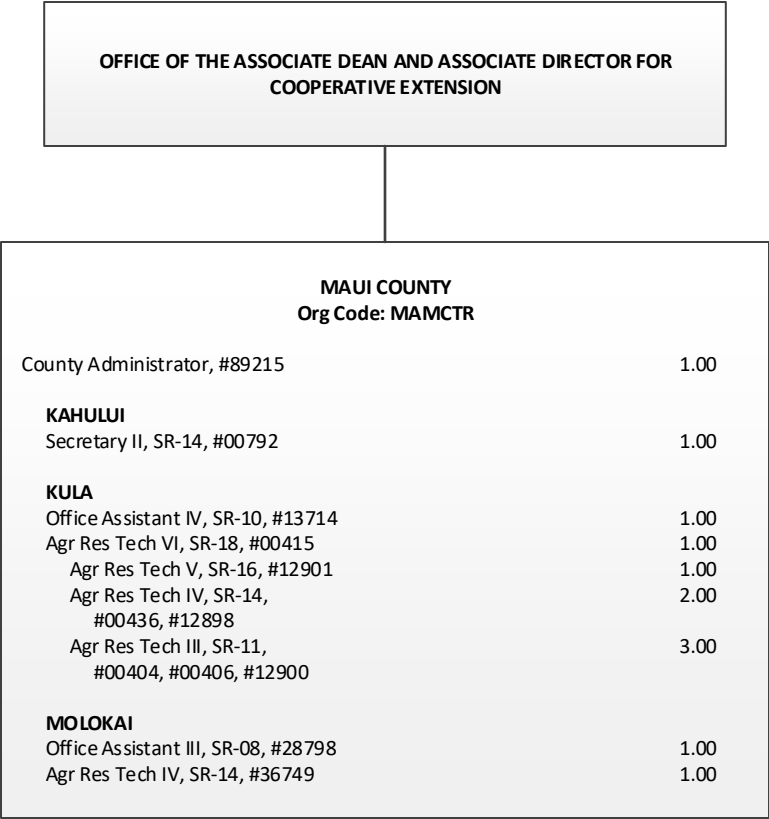 OFFICE OF THE ASSOCIATE DEAN AND ASSOCIATE DIRECTOR FOR
COOPERATIVE EXTENSION
MAUI COUNTY
Org Code: MAMCTR
County Administrator, #89215 1.00
KAHULUI
Secretary II, SR-14, #00792 1.00
KULA
Office Assistant IV, SR-10, #13714 1.00
Agr Res Tech VI, SR-18, #00415 1.00
Agr Res Tech V, SR-16, #12901 1.00
Agr Res Tech IV, SR-14, 2.00
#00436, #12898
Agr Res Tech III, SR-11, 3.00
#00404, #00406, #12900
MOLOKAI
Office Assistant III, SR-08, #28798 1.00
Agr Res Tech IV, SR-14, #36749 1.00